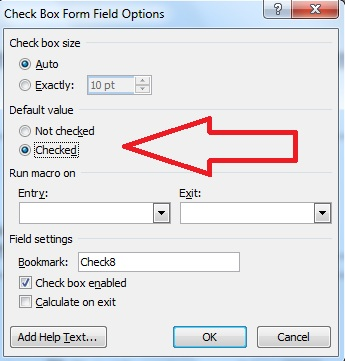 Check Box Form Field Options
Check box size
Auto
Exactly: 10 pt
Default value
Not checked
Checked
Run macro on
Entry: Exit:
Field settings
Bookmark: Check8
Check box enabled
Calculate on exit
Add Help Text... OK Cancel